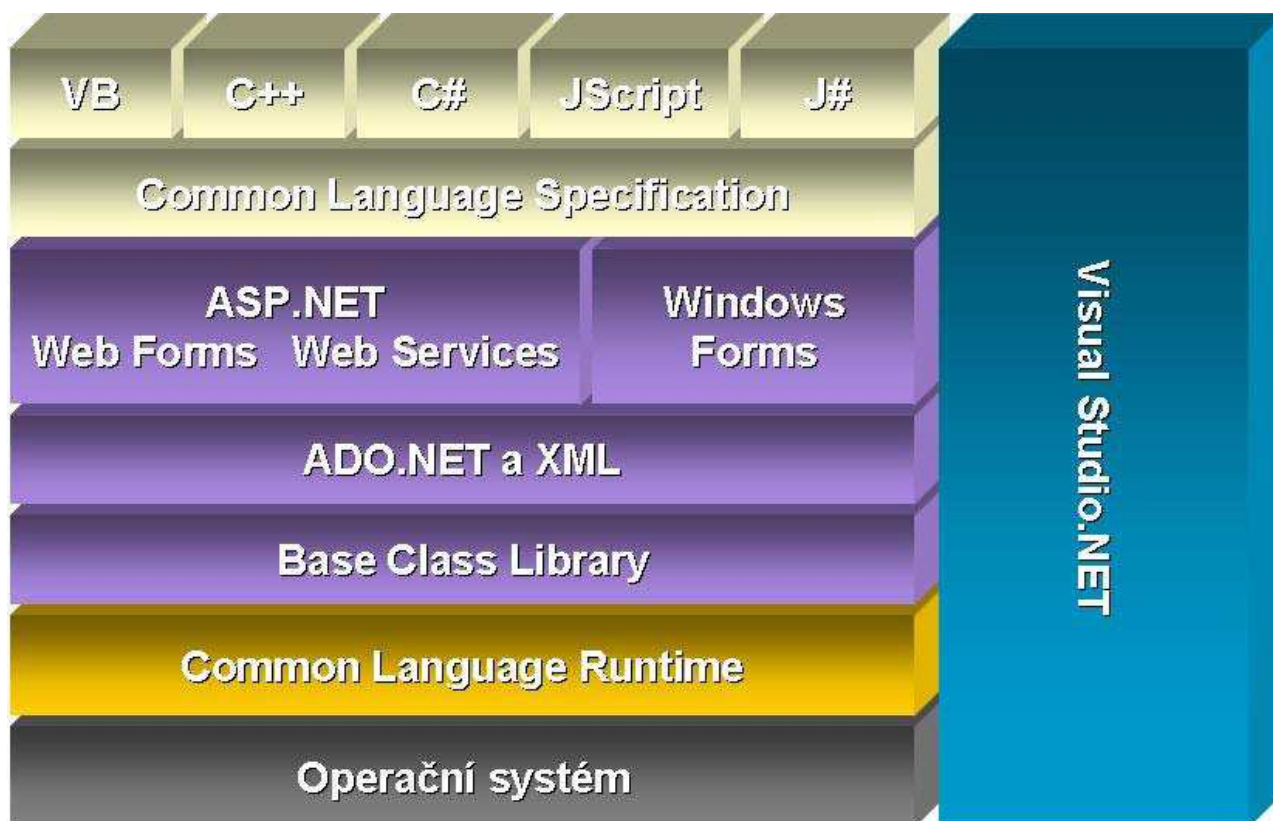 VB
C++
C#
JScript
J#
Common Language Specification
ASP.NET
Web Forms Web Services
Windows
Forms
ADO.NET a XML
Base Class Library
Common Language Runtime
Operační systém
Visual Studio.NET